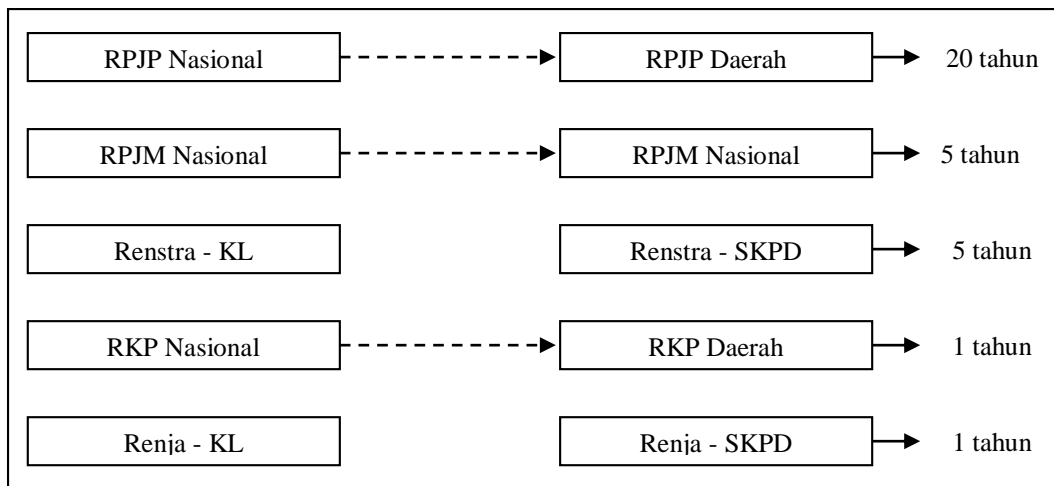 RPJP Nasional RPJP Daerah 20 tahun
RPJM Nasional RPJM Nasional 5 tahun
Renstra - KL Renstra - SKPD 5 tahun
RKP Nasional RKP Daerah 1 tahun
Renja - KL Renja - SKPD 1 tahun